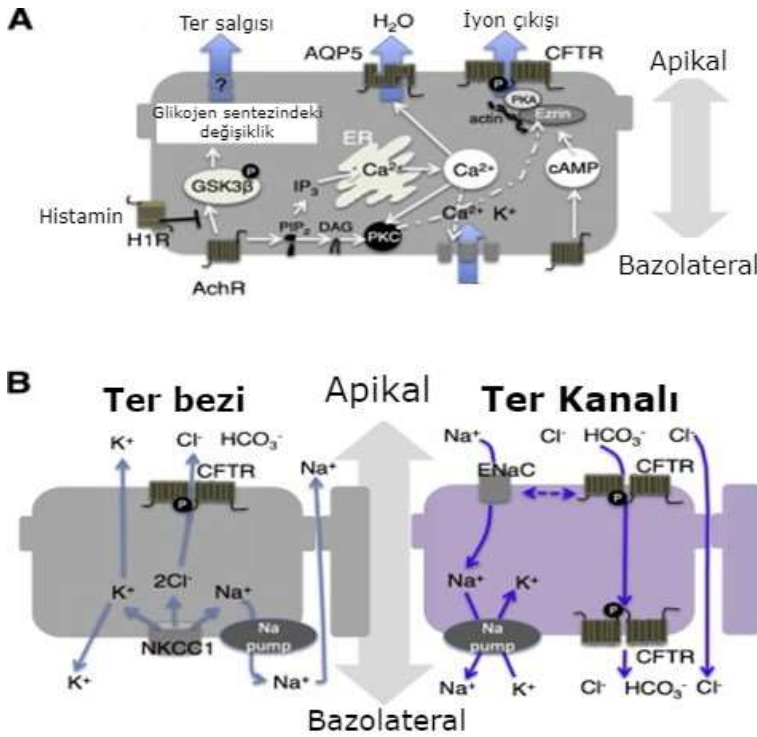 A
Ter salgısı
H₂O
İyon çıkışı
AQP5
CFTR
Apikal
?
P
PKA
actin
Ezrin
Glikojen sentezindeki
değişiklik
ER
Ca²⁺
Ca²⁺
cAMP
P
GSK3β
IP₃
Histamin
H1R
Ca²⁺ K⁺
PIP₂ DAG PKC
AchR
Bazolateral
B
Ter bezi
Apikal
Ter Kanalı
K⁺
Cl⁻ HCO₃⁻
CFTR
Na⁺
P
Na⁺
Cl⁻ HCO₃⁻ Cl⁻
ENaC
CFTR
P
K⁺
2Cl⁻
Na⁺
NKCC1
Na
pump
K⁺
Na⁺
Na⁺
K⁺
P
Na
pump
CFTR
Na⁺
K⁺
Cl⁻ HCO₃⁻ Cl⁻
Bazolateral